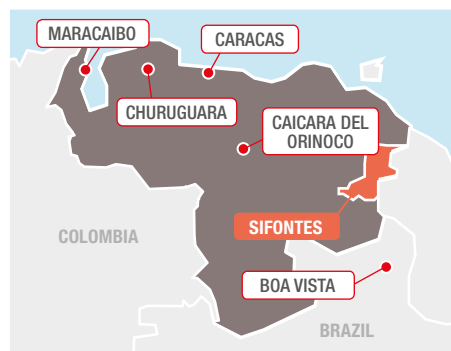 MARACAIBO
CARACAS
CHURUGUARA
CAICARA DEL
ORINOCO
SIFONTES
COLOMBIA
BOA VISTA
BRAZIL